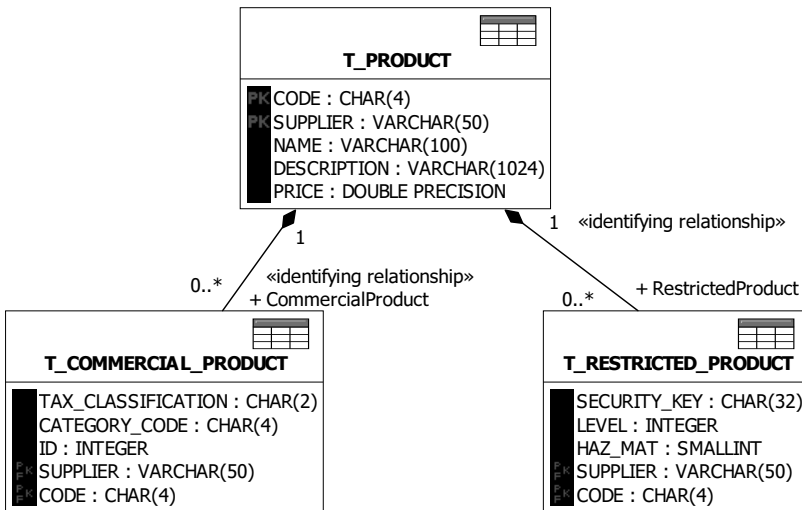 T_PRODUCT
PK CODE : CHAR(4)
PK SUPPLIER : VARCHAR(50)
NAME : VARCHAR(100)
DESCRIPTION : VARCHAR(1024)
PRICE : DOUBLE PRECISION
1 «identifying relationship»
1
0..* «identifying relationship»
+ CommercialProduct
0..* + RestrictedProduct
T_COMMERCIAL_PRODUCT
TAX_CLASSIFICATION : CHAR(2)
CATEGORY_CODE : CHAR(4)
ID : INTEGER
PFK SUPPLIER : VARCHAR(50)
PFK CODE : CHAR(4)
T_RESTRICTED_PRODUCT
SECURITY_KEY : CHAR(32)
LEVEL : INTEGER
HAZ_MAT : SMALLINT
PFK SUPPLIER : VARCHAR(50)
PFK CODE : CHAR(4)